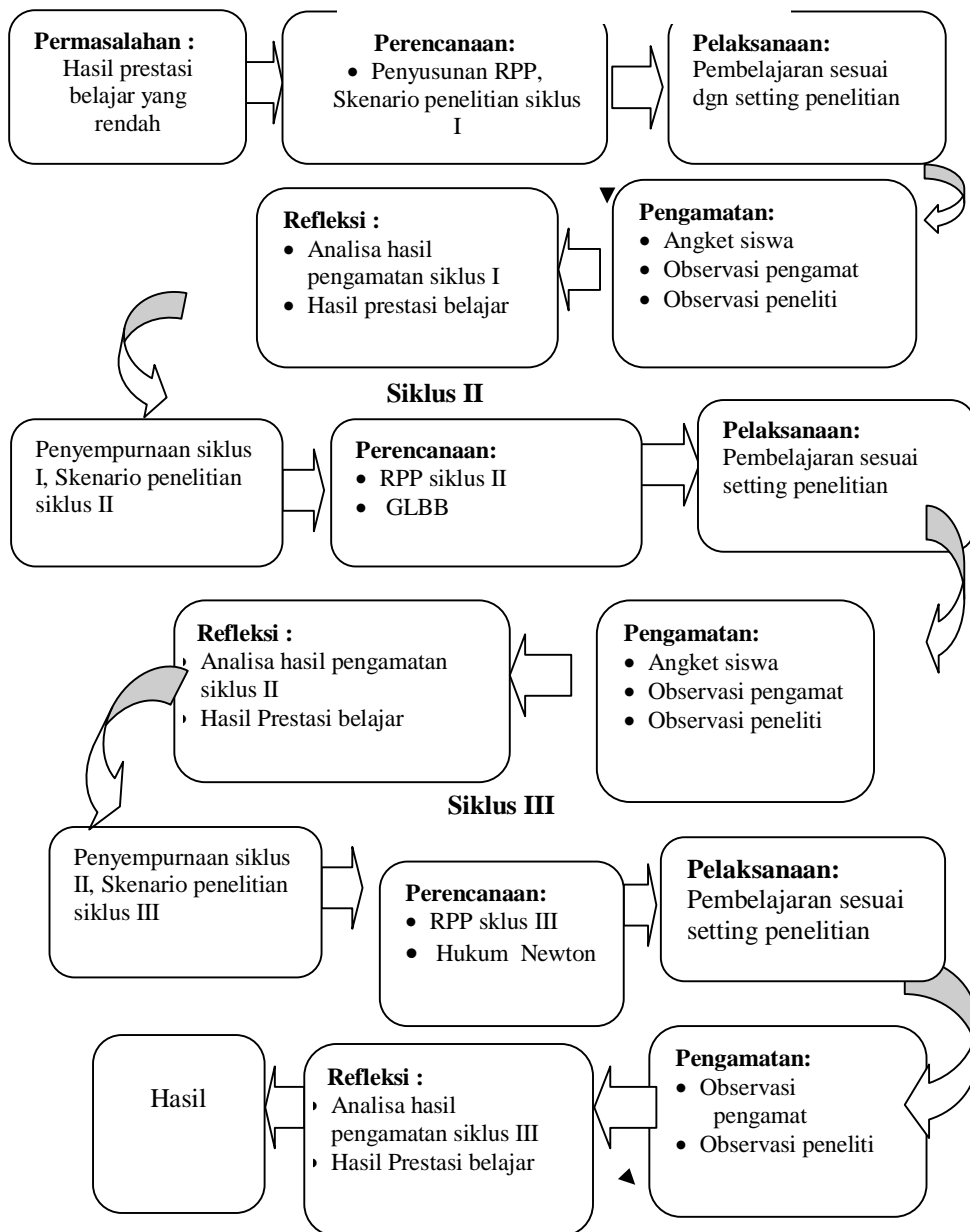 Permasalahan :
Hasil prestasi
belajar yang
rendah
Perencanaan:
• Penyusunan RPP,
Skenario penelitian siklus
I
Pelaksanaan:
Pembelajaran sesuai
dgn setting penelitian
Pengamatan:
• Angket siswa
• Observasi pengamat
• Observasi peneliti
Refleksi :
• Analisa hasil
pengamatan siklus I
• Hasil prestasi belajar
Siklus II
Penyempurnaan siklus
I, Skenario penelitian
siklus II
Perencanaan:
• RPP siklus II
• GLBB
Pelaksanaan:
Pembelajaran sesuai
setting penelitian
Pengamatan:
• Angket siswa
• Observasi pengamat
• Observasi peneliti
Refleksi :
• Analisa hasil pengamatan
siklus II
• Hasil Prestasi belajar
Siklus III
Penyempurnaan siklus
II, Skenario penelitian
siklus III
Perencanaan:
• RPP sklus III
• Hukum Newton
Pelaksanaan:
Pembelajaran sesuai
setting penelitian
Pengamatan:
• Observasi
pengamat
• Observasi peneliti
Refleksi :
• Analisa hasil
pengamatan siklus III
• Hasil Prestasi belajar
Hasil